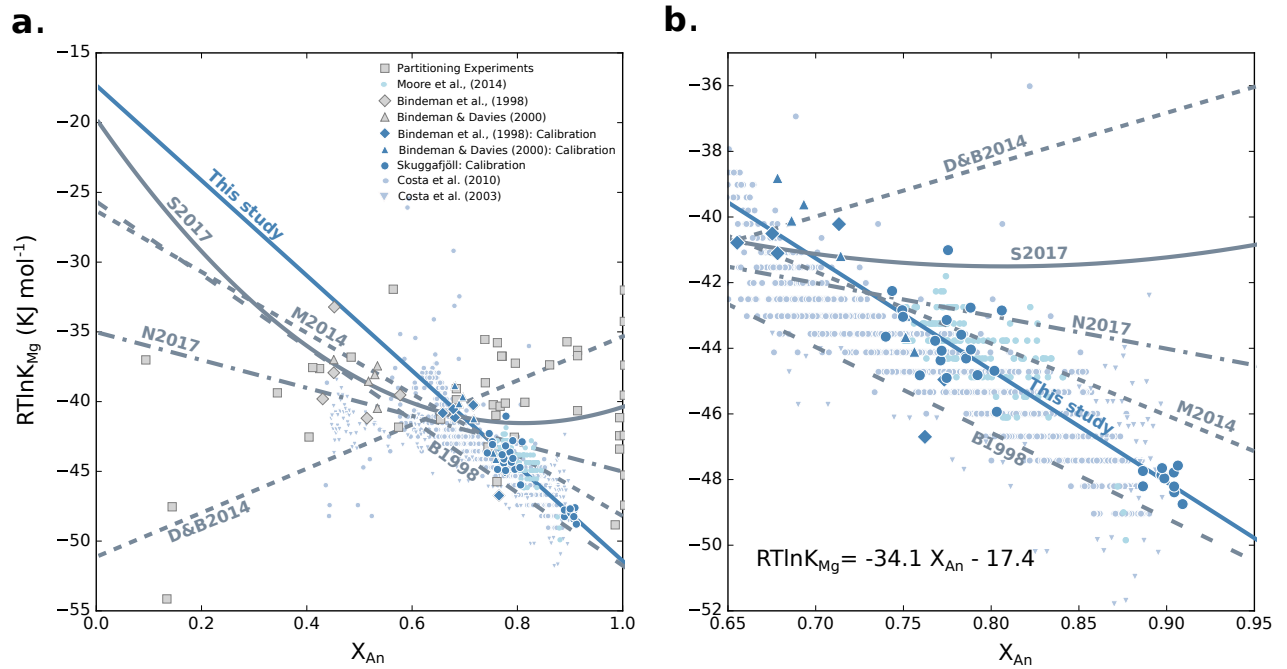 a.
−15
−20
−25
−30
−35
−40
−45
−50
−55
RTlnK_Mg (KJ mol⁻¹)
0.0 0.2 0.4 0.6 0.8 1.0
X_An
Partitioning Experiments
Moore et al., (2014)
Bindeman et al., (1998)
Bindeman & Davies (2000)
Bindeman et al., (1998): Calibration
Bindeman & Davies (2000): Calibration
Skuggafjöll: Calibration
Costa et al. (2010)
Costa et al. (2003)
This study
S2017
M2014
N2017
B1998
D&B2014
b.
−36
−38
−40
−42
−44
−46
−48
−50
−52
D&B2014
S2017
N2017
This study
M2014
B1998
RTlnK_Mg= -34.1 X_An - 17.4
0.65 0.70 0.75 0.80 0.85 0.90 0.95
X_An